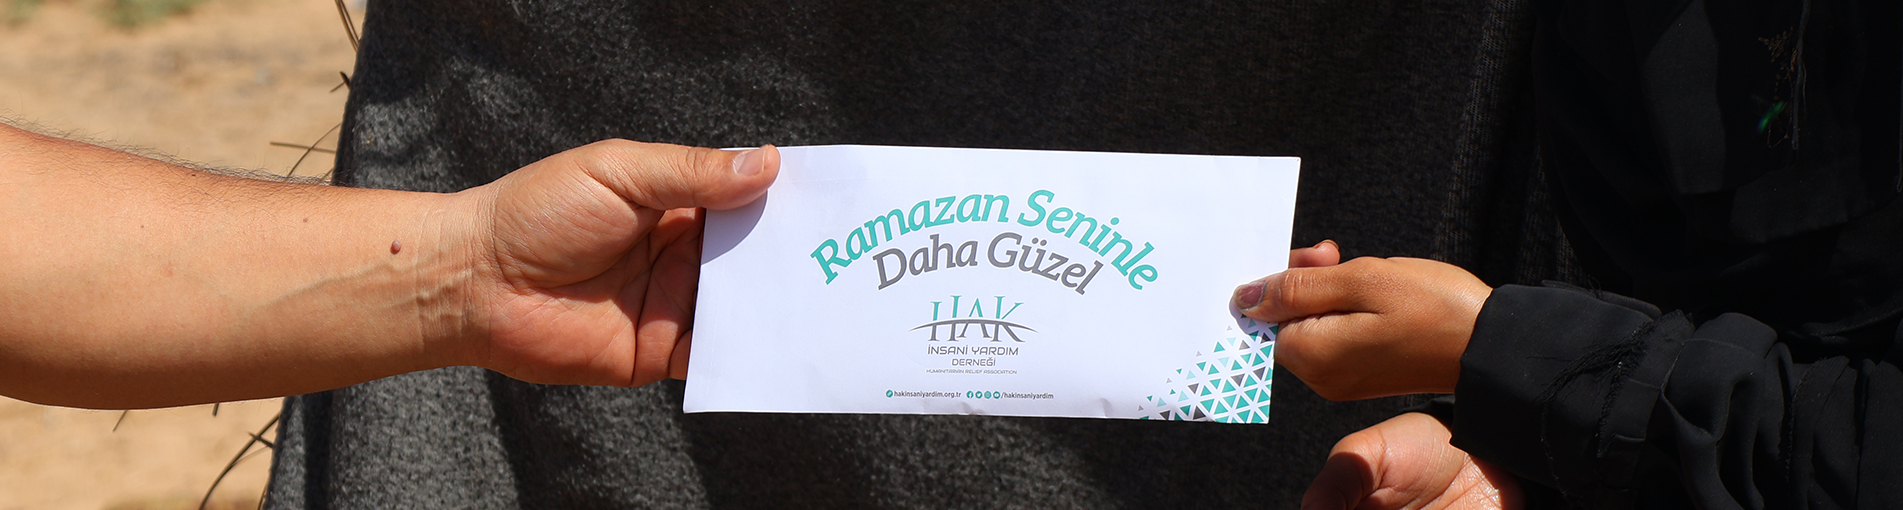 Ramazan Seninle
Daha Güzel
HAK
İNSANİ YARDIM
DERNEĞİ
HUMANITARIAN RELIEF ASSOCIATION
hakinsaniyardim.org.tr /hakinsaniyardim